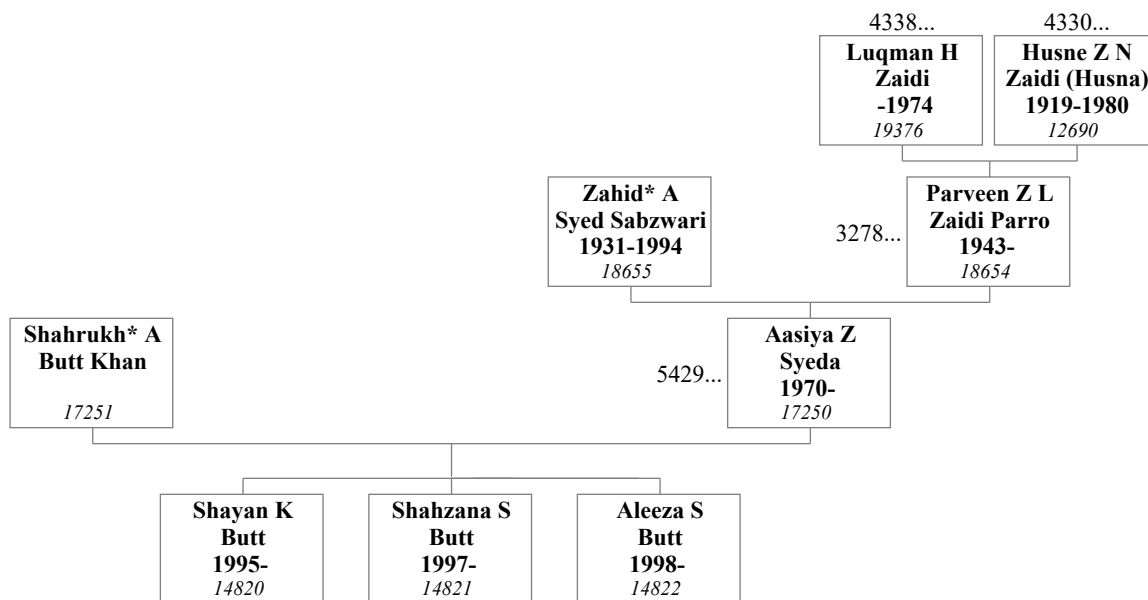 4338...
4330...
Luqman H
Zaidi
-1974
19376
Husne Z N
Zaidi (Husna)
1919-1980
12690
Zahid* A
Syed Sabzwari
1931-1994
18655
3278...
Parveen Z L
Zaidi Parro
1943-
18654
Shahrukh* A
Butt Khan
17251
5429...
Aasiya Z
Syeda
1970-
17250
Shayan K
Butt
1995-
14820
Shahzana S
Butt
1997-
14821
Aleeza S
Butt
1998-
14822